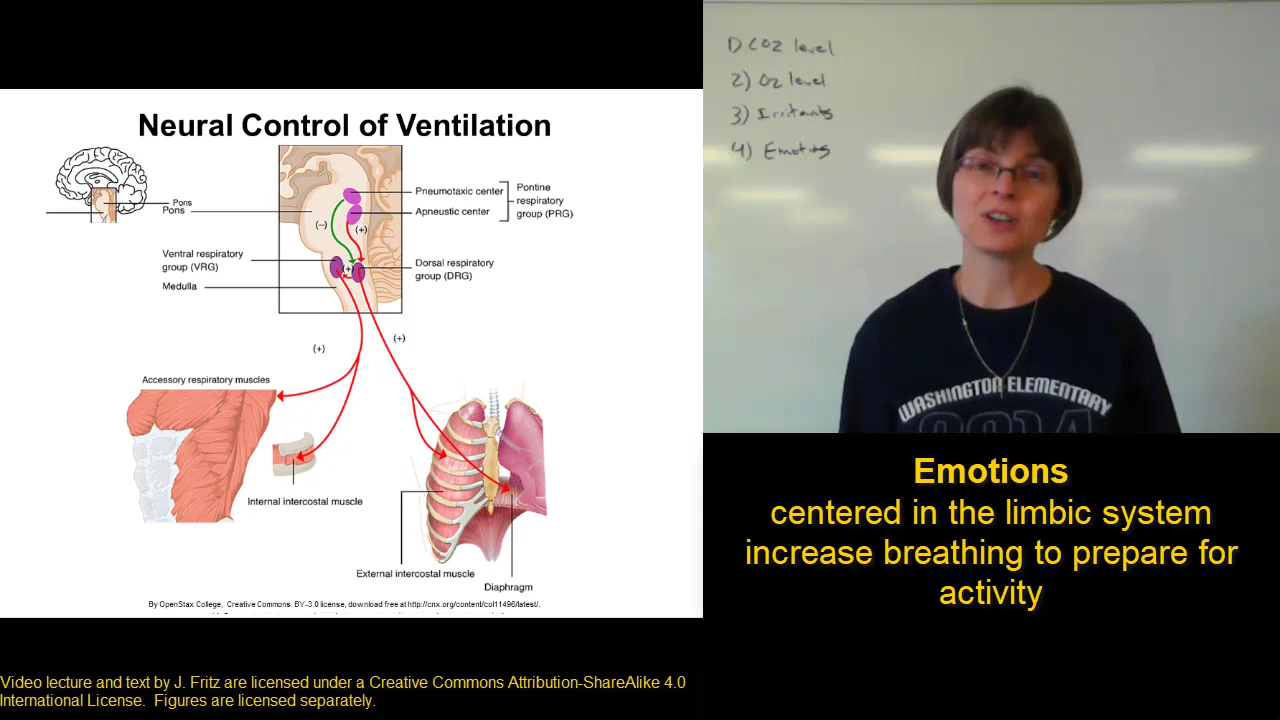 Neural Control of Ventilation
Pons
Pons
Pneumotaxic center
Apneustic center
Pontine
respiratory
group (PRG)
(−)
(+)
Ventral respiratory
group (VRG)
Medulla
(+)
Dorsal respiratory
group (DRG)
(+)
(+)
Accessory respiratory muscles
Internal intercostal muscle
External intercostal muscle
Diaphragm
By OpenStax College, Creative Commons BY-3.0 license, download free at http://cnx.org/content/col11496/latest/.
1) CO2 level
2) O2 level
3) Irritants
4) Emotions
WASHINGTON ELEMENTARY
2014
Emotions
centered in the limbic system
increase breathing to prepare for
activity
Video lecture and text by J. Fritz are licensed under a Creative Commons Attribution-ShareAlike 4.0
International License. Figures are licensed separately.